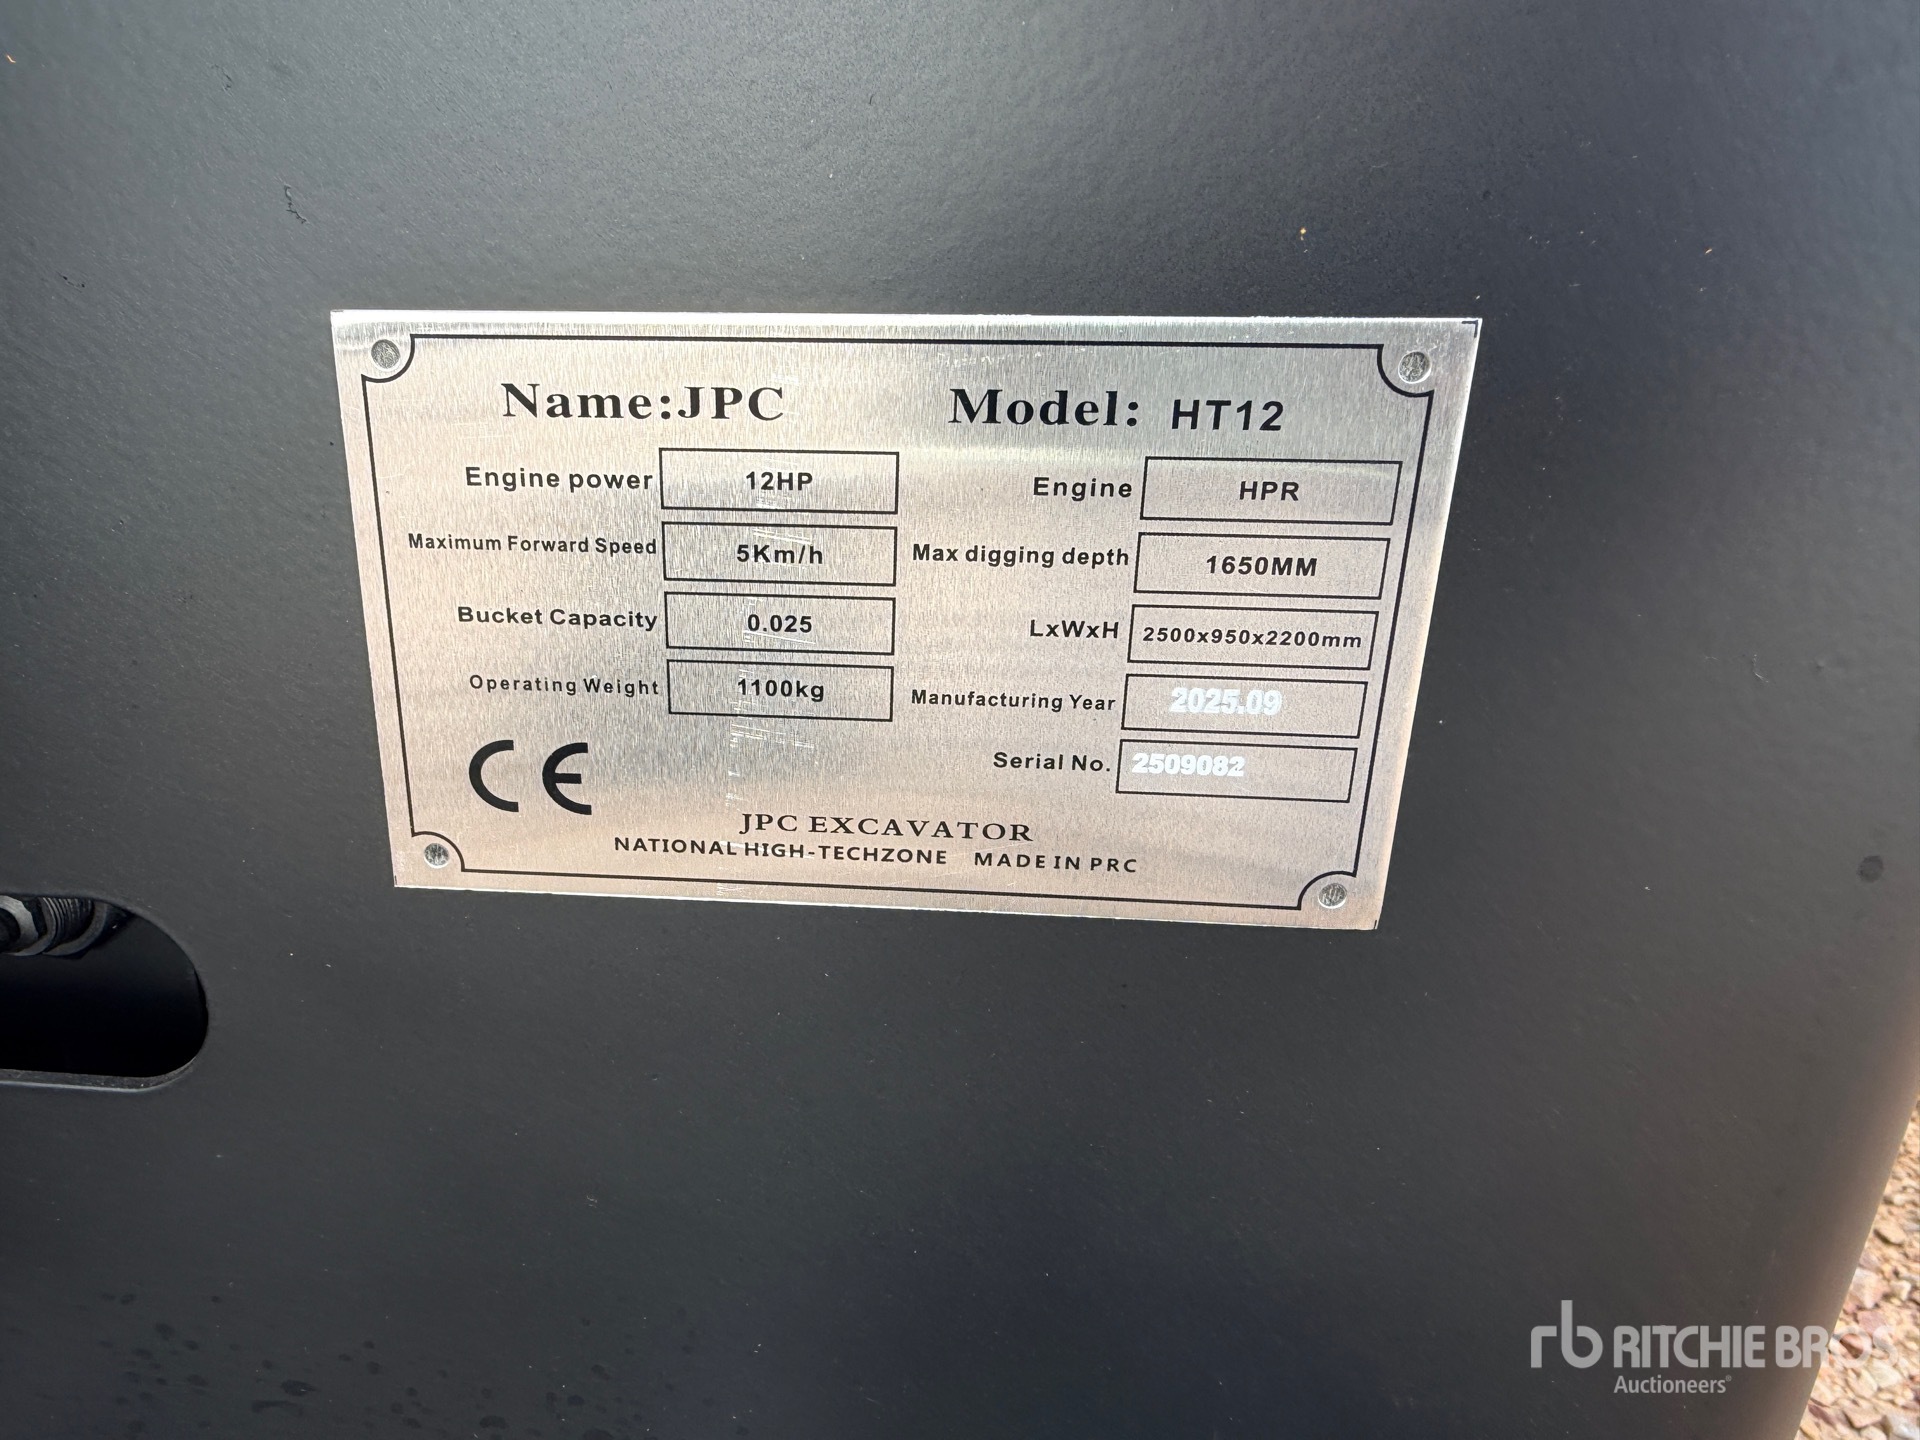 Name:JPC Model: HT12
Engine power 12HP Engine HPR
Maximum Forward Speed 5Km/h Max digging depth 1650MM
Bucket Capacity 0.025 LxWxH 2500x950x2200mm
Operating Weight 1100kg Manufacturing Year 2025.09
Serial No. 2509082
CE
JPC EXCAVATOR
NATIONAL HIGH-TECHZONE MADE IN PRC
rb RITCHIE BROS.
Auctioneers®